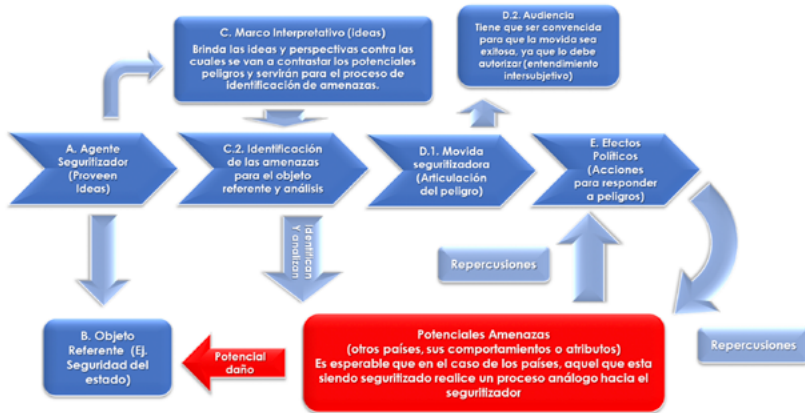 C. Marco Interpretativo (ideas)
Brinda las ideas y perspectivas contra las
cuales se van a contrastar los potenciales
peligros y servirán para el proceso de
identificación de amenazas.
D.2. Audiencia
Tiene que ser convencida
para que la movida sea
exitosa, ya que lo debe
autorizar (entendimiento
intersubjetivo)
A. Agente
Seguritizador
(Proveen
Ideas)
C.2. Identificación
de las amenazas
para el objeto
referente y análisis
D.1. Movida
seguritizadora
(Articulación
del peligro)
E. Efectos
Políticos
(Acciones
para responder
a peligros)
Identifican
Y analizan
Repercusiones
B. Objeto
Referente (Ej.
Seguridad del
estado)
Potencial
daño
Potenciales Amenazas
(otros países, sus comportamientos o atributos)
Es esperable que en el caso de los países, aquel que esta
siendo seguritizado realice un proceso análogo hacia el
seguritizador
Repercusiones